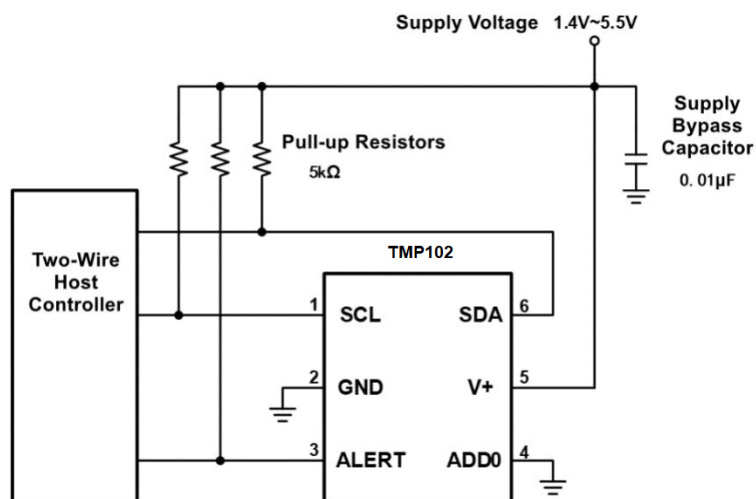 Supply Voltage 1.4V~5.5V
Supply
Bypass
Capacitor
0.01µF
Pull-up Resistors
5kΩ
Two-Wire
Host
Controller
TMP102
1 SCL SDA 6
2 GND V+ 5
3 ALERT ADD0 4